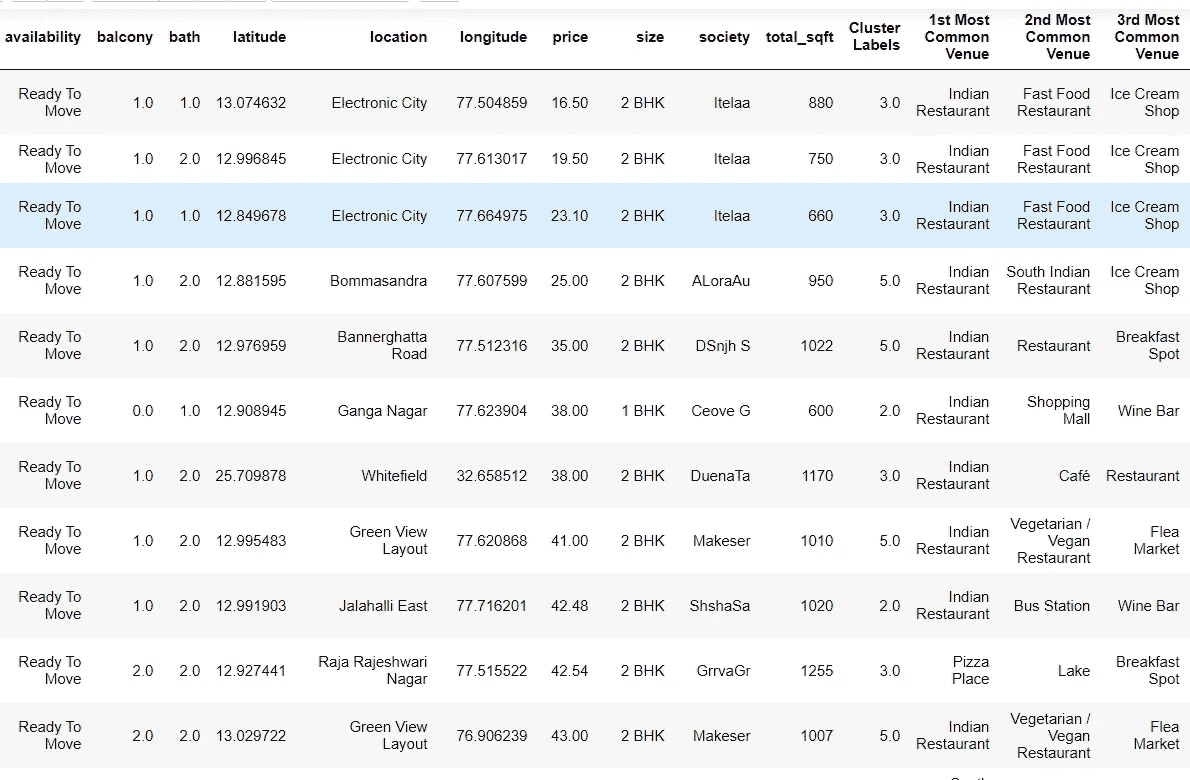 availability balcony bath latitude location longitude price size society total_sqft Cluster Labels 1st Most Common Venue 2nd Most Common Venue 3rd Most Common Venue
Ready To Move 1.0 1.0 13.074632 Electronic City 77.504859 16.50 2 BHK Itelaa 880 3.0 Indian Restaurant Fast Food Restaurant Ice Cream Shop
Ready To Move 1.0 2.0 12.996845 Electronic City 77.613017 19.50 2 BHK Itelaa 750 3.0 Indian Restaurant Fast Food Restaurant Ice Cream Shop
Ready To Move 1.0 1.0 12.849678 Electronic City 77.664975 23.10 2 BHK Itelaa 660 3.0 Indian Restaurant Fast Food Restaurant Ice Cream Shop
Ready To Move 1.0 2.0 12.881595 Bommasandra 77.607599 25.00 2 BHK ALoraAu 950 5.0 Indian Restaurant South Indian Restaurant Ice Cream Shop
Ready To Move 1.0 2.0 12.976959 Bannerghatta Road 77.512316 35.00 2 BHK DSnjh S 1022 5.0 Indian Restaurant Restaurant Breakfast Spot
Ready To Move 0.0 1.0 12.908945 Ganga Nagar 77.623904 38.00 1 BHK Ceove G 600 2.0 Indian Restaurant Shopping Mall Wine Bar
Ready To Move 1.0 2.0 25.709878 Whitefield 32.658512 38.00 2 BHK DuenaTa 1170 3.0 Indian Restaurant Café Restaurant
Ready To Move 1.0 2.0 12.995483 Green View Layout 77.620868 41.00 2 BHK Makeser 1010 5.0 Indian Restaurant Vegetarian / Vegan Restaurant Flea Market
Ready To Move 1.0 2.0 12.991903 Jalahalli East 77.716201 42.48 2 BHK ShshaSa 1020 2.0 Indian Restaurant Bus Station Wine Bar
Ready To Move 2.0 2.0 12.927441 Raja Rajeshwari Nagar 77.515522 42.54 2 BHK GrrvaGr 1255 3.0 Pizza Place Lake Breakfast Spot
Ready To Move 2.0 2.0 13.029722 Green View Layout 76.906239 43.00 2 BHK Makeser 1007 5.0 Indian Restaurant Vegetarian / Vegan Restaurant Flea Market